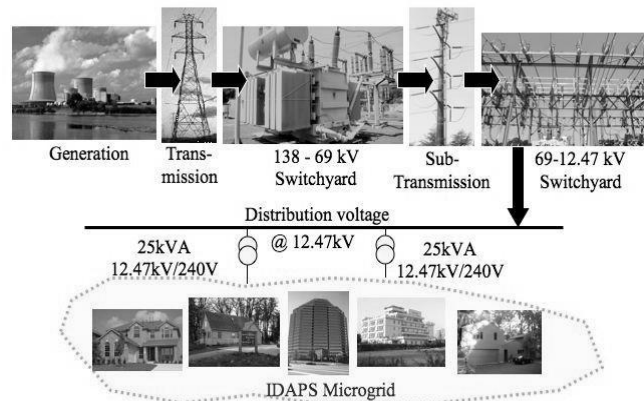 Generation
Trans-
mission
138 - 69 kV
Switchyard
Sub-
Transmission
69-12.47 kV
Switchyard
Distribution voltage
@ 12.47kV
25kVA
12.47kV/240V
25kVA
12.47kV/240V
IDAPS Microgrid